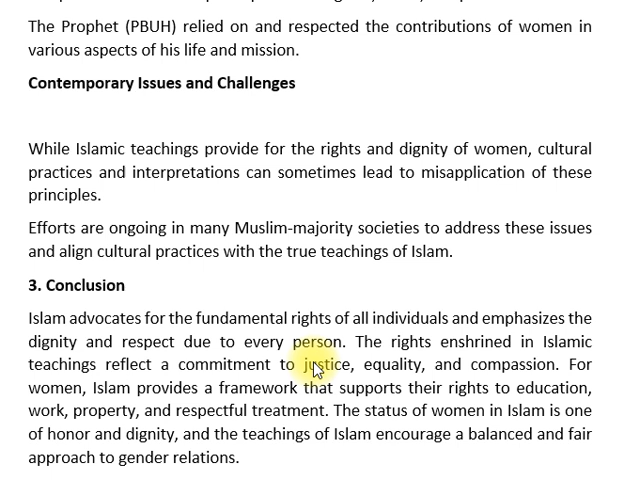 The Prophet (PBUH) relied on and respected the contributions of women in
various aspects of his life and mission.
Contemporary Issues and Challenges
While Islamic teachings provide for the rights and dignity of women, cultural
practices and interpretations can sometimes lead to misapplication of these
principles.
Efforts are ongoing in many Muslim-majority societies to address these issues
and align cultural practices with the true teachings of Islam.
3. Conclusion
Islam advocates for the fundamental rights of all individuals and emphasizes the
dignity and respect due to every person. The rights enshrined in Islamic
teachings reflect a commitment to justice, equality, and compassion. For
women, Islam provides a framework that supports their rights to education,
work, property, and respectful treatment. The status of women in Islam is one
of honor and dignity, and the teachings of Islam encourage a balanced and fair
approach to gender relations.